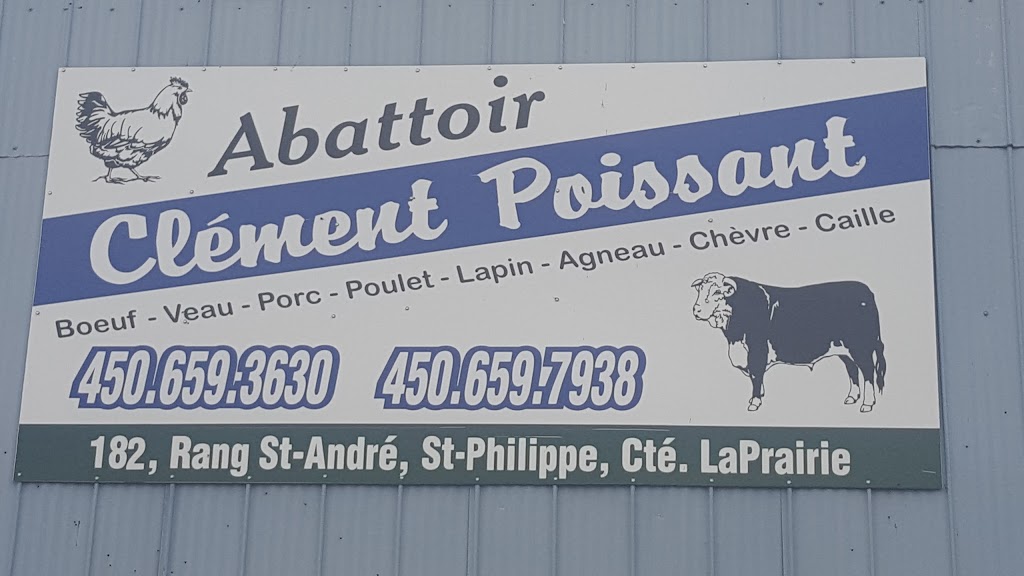 Abattoir
Clément Poissant
Boeuf - Veau - Porc - Poulet - Lapin - Agneau - Chèvre - Caille
450.659.3630 450.659.7938
182, Rang St-André, St-Philippe, Cté. LaPrairie